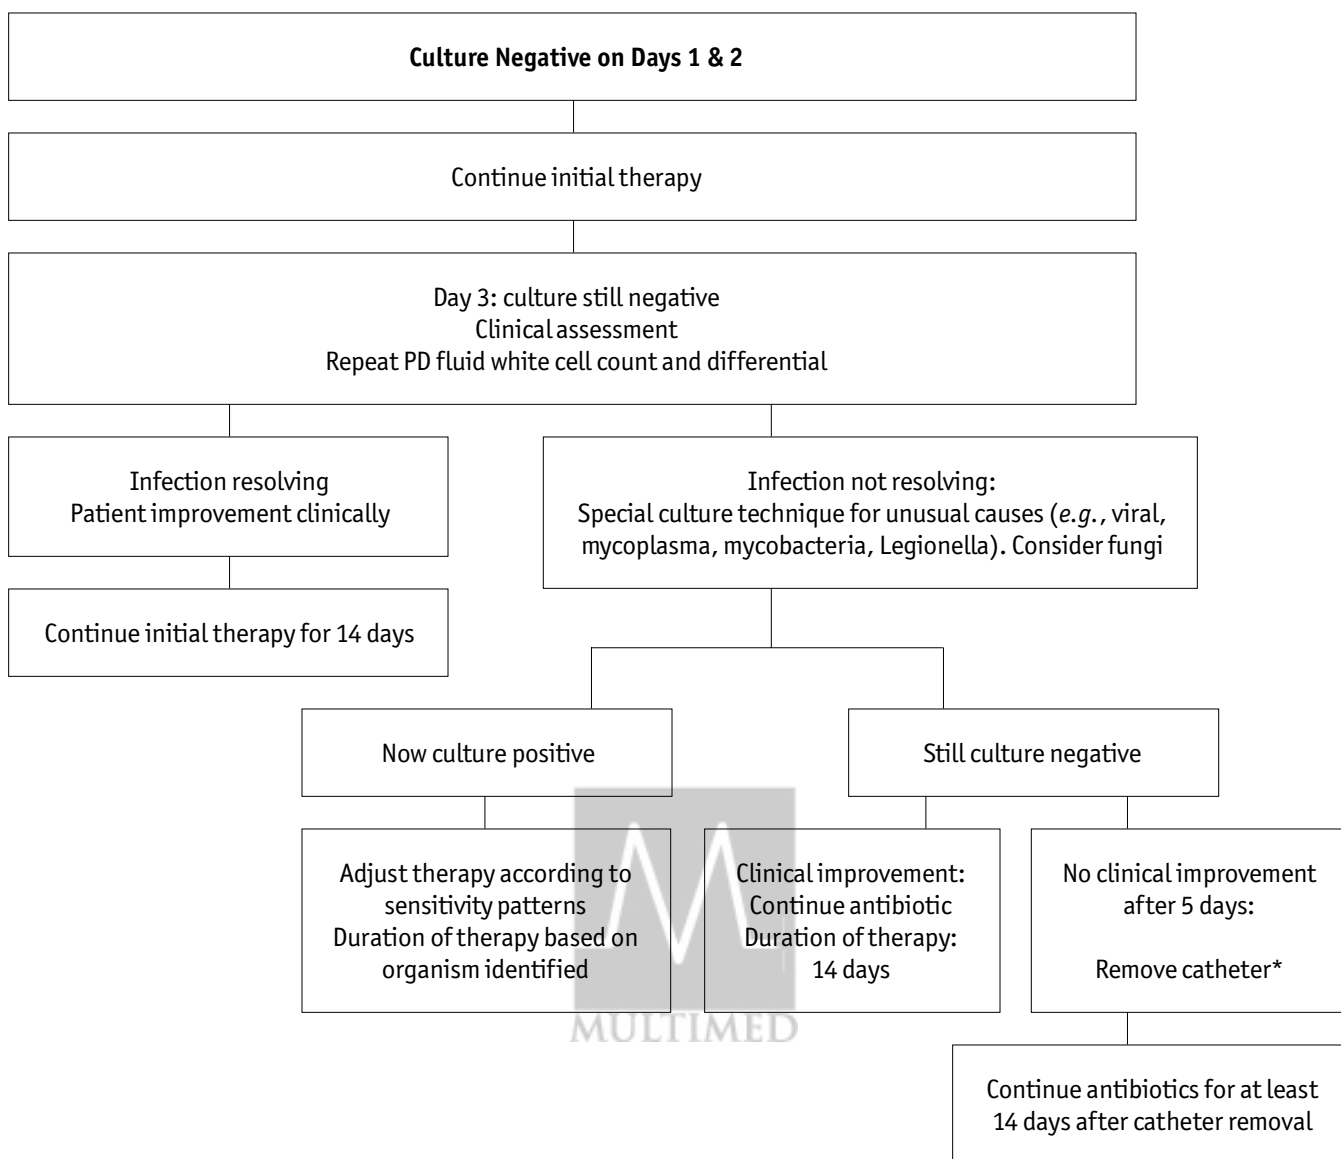 Culture Negative on Days 1 & 2
Continue initial therapy
Day 3: culture still negative
Clinical assessment
Repeat PD fluid white cell count and differential
Infection resolving
Patient improvement clinically
Infection not resolving:
Special culture technique for unusual causes (e.g., viral,
mycoplasma, mycobacteria, Legionella). Consider fungi
Continue initial therapy for 14 days
Now culture positive
Still culture negative
Adjust therapy according to
sensitivity patterns
Duration of therapy based on
organism identified
Clinical improvement:
Continue antibiotic
Duration of therapy:
14 days
No clinical improvement
after 5 days:
Remove catheter*
MULTIMED
Continue antibiotics for at least
14 days after catheter removal